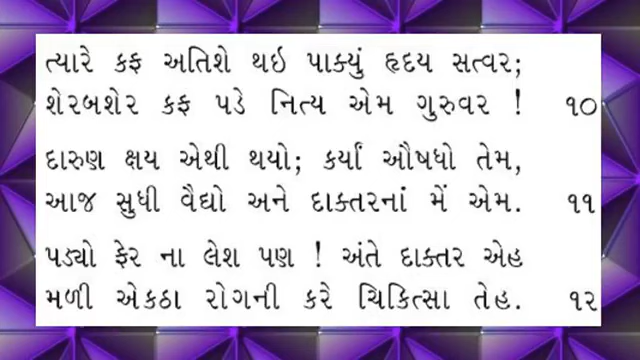 ત્યારે કફ અતિશે થઇ પાક્યું હૃદય સત્વર;
શેરબશેર કફ પડે નિત્ય એમ ગુરુવર ! ૧૦
દારુણ ક્ષય એથી થયો; કર્યાં ઔષધો તેમ,
આજ સુધી વૈદ્યો અને દાક્તરનાં મેં એમ. ૧૧
પડ્યો ફેર ના લેશ પણ ! અંતે દાક્તર એહ
મળી એકઠા રોગની કરે ચિકિત્સા તેહ. ૧૨